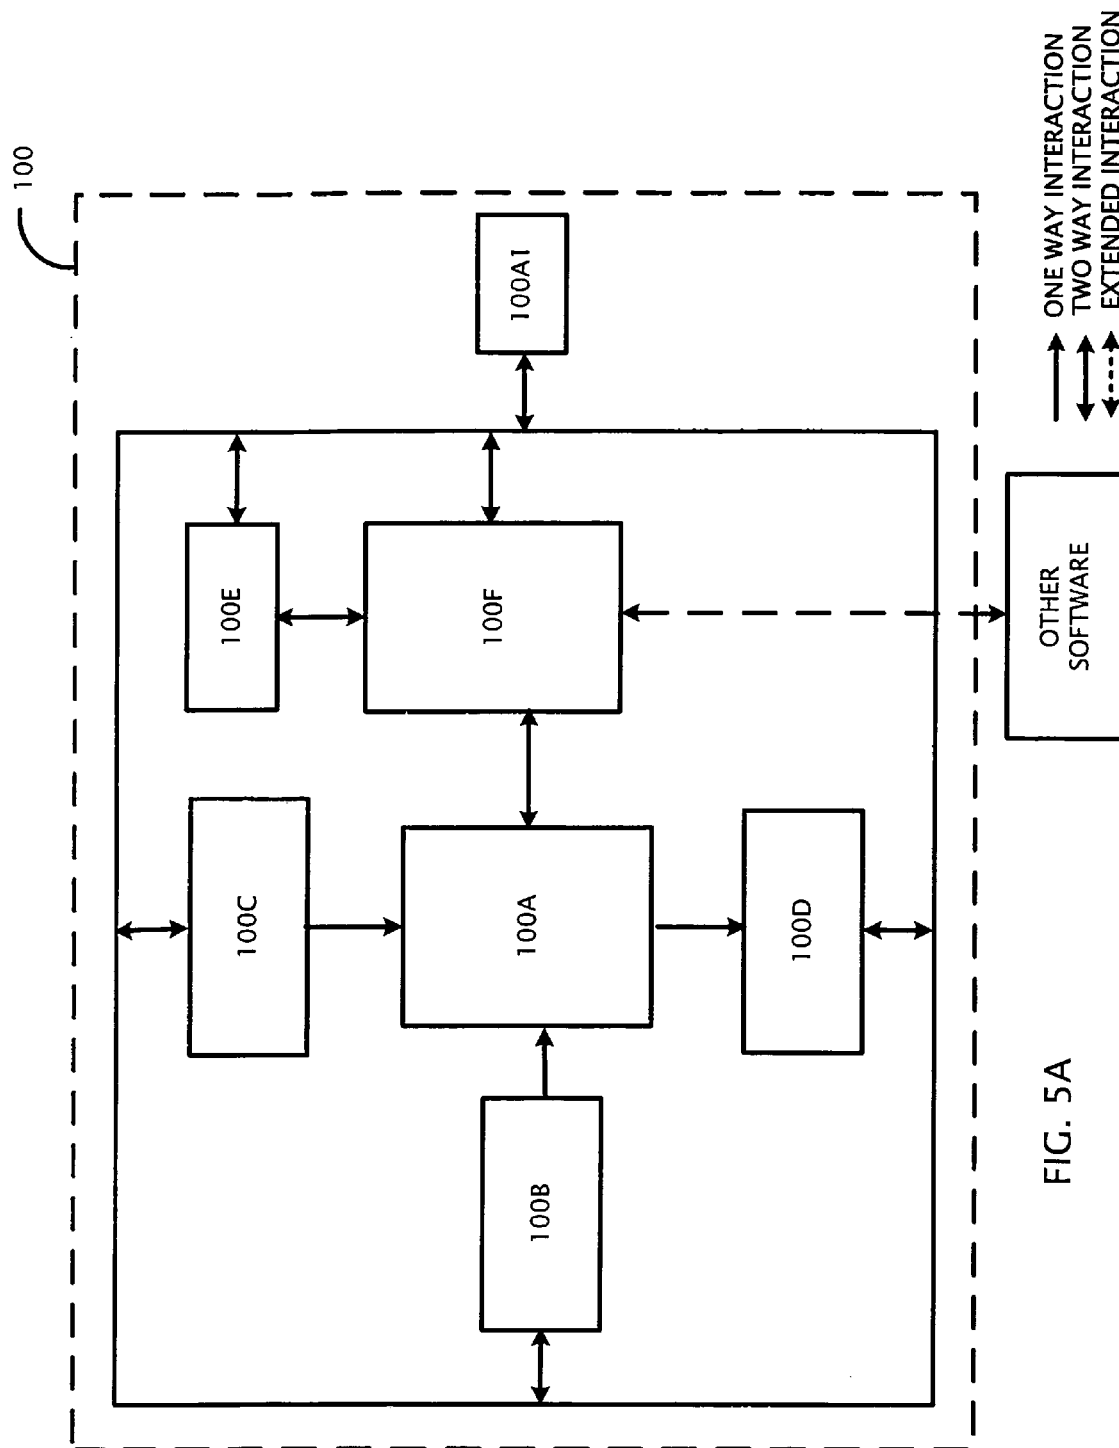 100
100A1
100E
100F
100C
100A
100D
100B
OTHER
SOFTWARE
ONE WAY INTERACTION
TWO WAY INTERACTION
EXTENDED INTERACTION
FIG. 5A